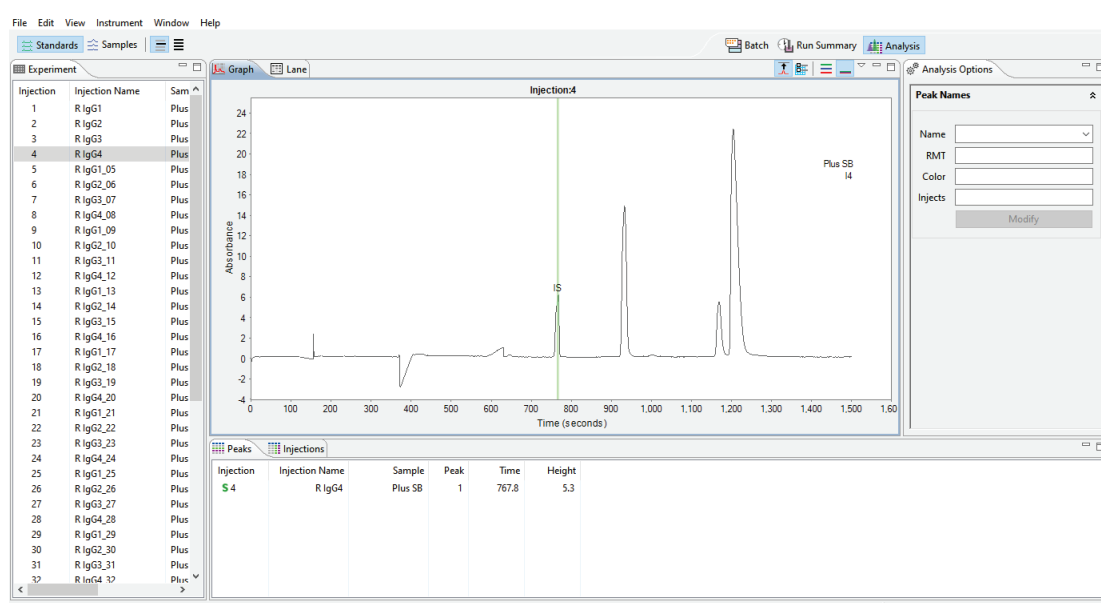 File Edit View Instrument Window Help
Standards Samples Batch Run Summary Analysis
Experiment
Injection Injection Name Sam
1 R IgG1 Plus
2 R IgG2 Plus
3 R IgG3 Plus
4 R IgG4 Plus
5 R IgG1_05 Plus
6 R IgG2_06 Plus
7 R IgG3_07 Plus
8 R IgG4_08 Plus
9 R IgG1_09 Plus
10 R IgG2_10 Plus
11 R IgG3_11 Plus
12 R IgG4_12 Plus
13 R IgG1_13 Plus
14 R IgG2_14 Plus
15 R IgG3_15 Plus
16 R IgG4_16 Plus
17 R IgG1_17 Plus
18 R IgG2_18 Plus
19 R IgG3_19 Plus
20 R IgG4_20 Plus
21 R IgG1_21 Plus
22 R IgG2_22 Plus
23 R IgG3_23 Plus
24 R IgG4_24 Plus
25 R IgG1_25 Plus
26 R IgG2_26 Plus
27 R IgG3_27 Plus
28 R IgG4_28 Plus
29 R IgG1_29 Plus
30 R IgG2_30 Plus
31 R IgG3_31 Plus
32 R IgG4_32 Plus
Graph Lane
Injection:4
24
22
20
18
16
14
12
10
8
6
4
2
0
-2
-4
Absorbance
IS
Plus SB
I4
0 100 200 300 400 500 600 700 800 900 1,000 1,100 1,200 1,300 1,400 1,500 1,60
Time (seconds)
Peaks Injections
Injection Injection Name Sample Peak Time Height
S 4 R IgG4 Plus SB 1 767.8 5.3
Analysis Options
Peak Names
Name
RMT
Color
Injects
Modify